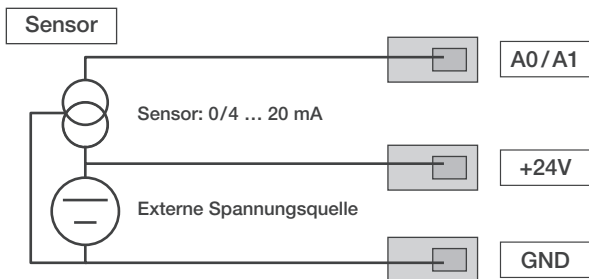 Sensor
A0/A1
Sensor: 0/4 ... 20 mA
+24V
Externe Spannungsquelle
GND